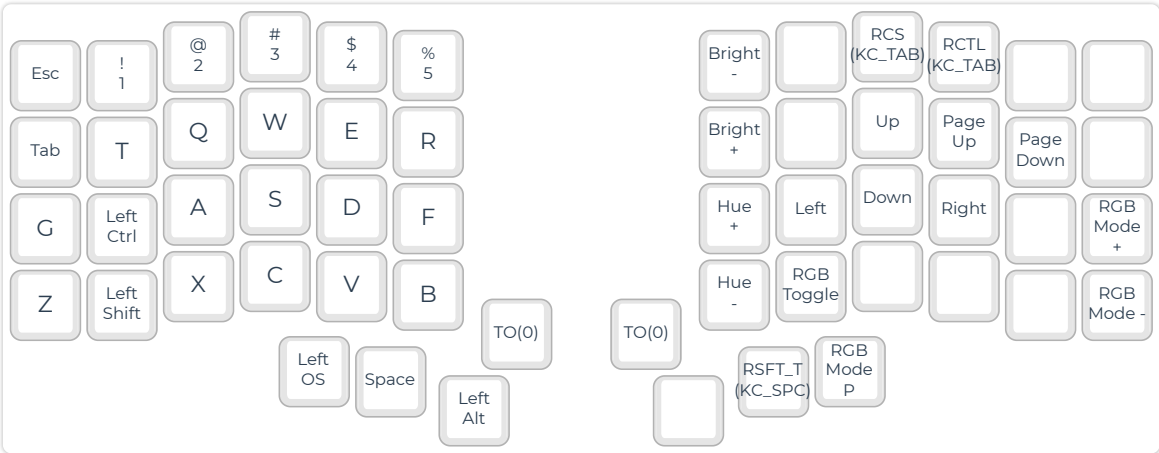 Esc
!
1
@
2
#
3
$
4
%
5
Tab
T
Q
W
E
R
G
Left
Ctrl
A
S
D
F
Z
Left
Shift
X
C
V
B
Left
OS
Space
Left
Alt
TO(0)
Bright
-
RCS
(KC_TAB)
RCTL
(KC_TAB)
Bright
+
Up
Page
Up
Page
Down
Hue
+
Left
Down
Right
RGB
Mode
+
Hue
-
RGB
Toggle
RGB
Mode -
TO(0)
RSFT_T
(KC_SPC)
RGB
Mode
P